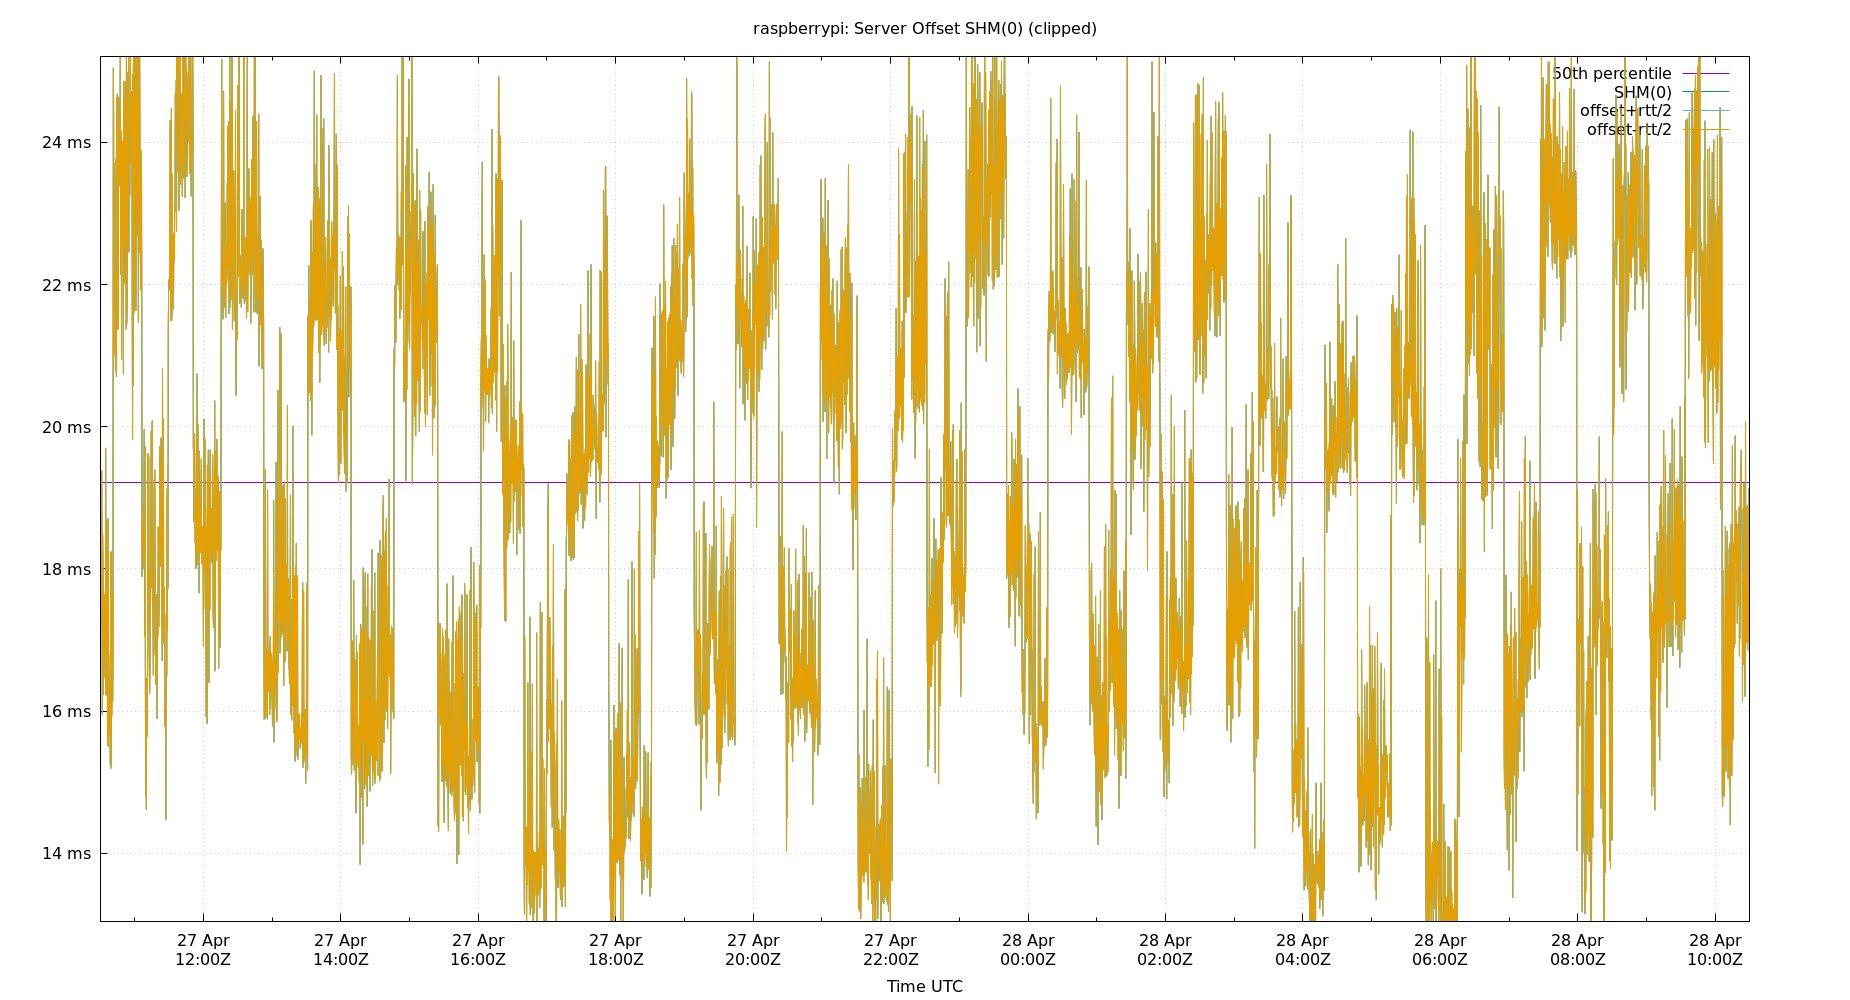 raspberrypi: Server Offset SHM(0) (clipped)
50th percentile
SHM(0)
offset+rtt/2
offset-rtt/2
24 ms
22 ms
20 ms
18 ms
16 ms
14 ms
27 Apr 27 Apr 27 Apr 27 Apr 27 Apr 27 Apr 28 Apr 28 Apr 28 Apr 28 Apr 28 Apr 28 Apr
12:00Z 14:00Z 16:00Z 18:00Z 20:00Z 22:00Z 00:00Z 02:00Z 04:00Z 06:00Z 08:00Z 10:00Z
Time UTC